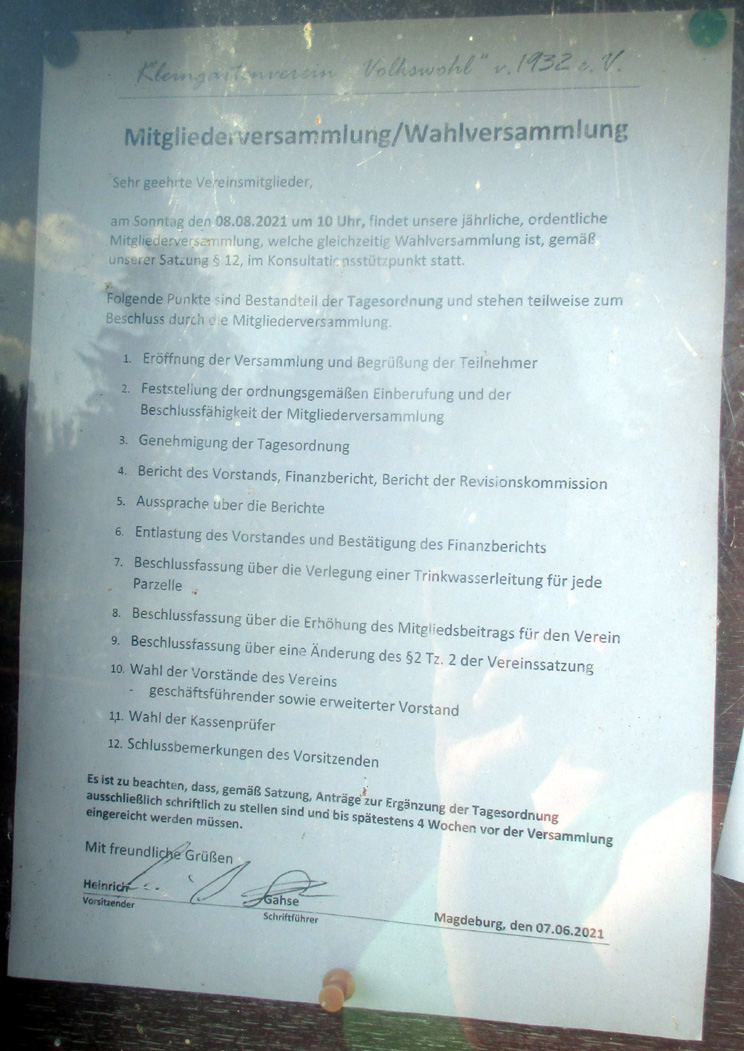 Kleingartenverein „Volkswohl" v. 1932 e. V.
Mitgliederversammlung/Wahlversammlung
Sehr geehrte Vereinsmitglieder,
am Sonntag den 08.08.2021 um 10 Uhr, findet unsere jährliche, ordentliche
Mitgliederversammlung, welche gleichzeitig Wahlversammlung ist, gemäß
unserer Satzung § 12, im Konsultationsstützpunkt statt.
Folgende Punkte sind Bestandteil der Tagesordnung und stehen teilweise zum
Beschluss durch die Mitgliederversammlung.
1. Eröffnung der Versammlung und Begrüßung der Teilnehmer
2. Feststellung der ordnungsgemäßen Einberufung und der
Beschlussfähigkeit der Mitgliederversammlung
3. Genehmigung der Tagesordnung
4. Bericht des Vorstands, Finanzbericht, Bericht der Revisionskommission
5. Aussprache über die Berichte
6. Entlastung des Vorstandes und Bestätigung des Finanzberichts
7. Beschlussfassung über die Verlegung einer Trinkwasserleitung für jede
Parzelle
8. Beschlussfassung über die Erhöhung des Mitgliedsbeitrags für den Verein
9. Beschlussfassung über eine Änderung des §2 Tz. 2 der Vereinssatzung
10. Wahl der Vorstände des Vereins
- geschäftsführender sowie erweiterter Vorstand
11. Wahl der Kassenprüfer
12. Schlussbemerkungen des Vorsitzenden
Es ist zu beachten, dass, gemäß Satzung, Anträge zur Ergänzung der Tagesordnung
ausschließlich schriftlich zu stellen sind und bis spätestens 4 Wochen vor der Versammlung
eingereicht werden müssen.
Mit freundliche Grüßen
Heinrich Gahse
Vorsitzender Schriftführer
Magdeburg, den 07.06.2021